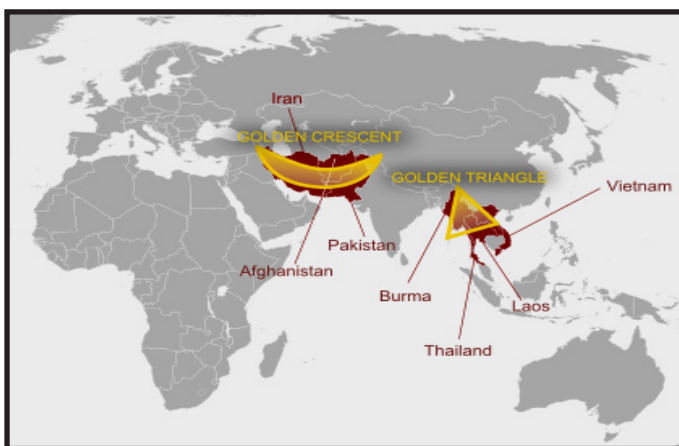 Iran
GOLDEN CRESCENT
GOLDEN TRIANGLE
Vietnam
Pakistan
Afghanistan
Burma
Laos
Thailand